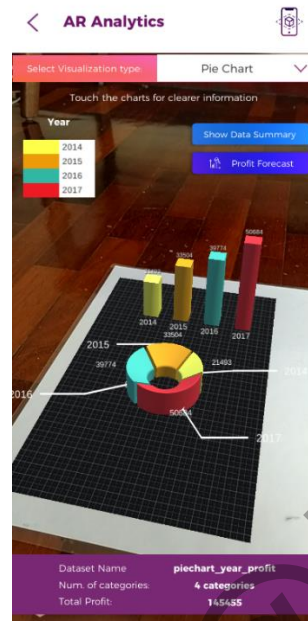 AR Analytics
Select Visualization type:
Pie Chart
Touch the charts for clearer information
Year
2014
2015
2016
2017
Show Data Summary
Profit Forecast
50684
39774
33504
2014
2015
2016
2017
33504
2015
39774
21493
2014
2016
50684
2017
Dataset Name
piechart_year_profit
Num. of categories:
4 categories
Total Profit:
145455